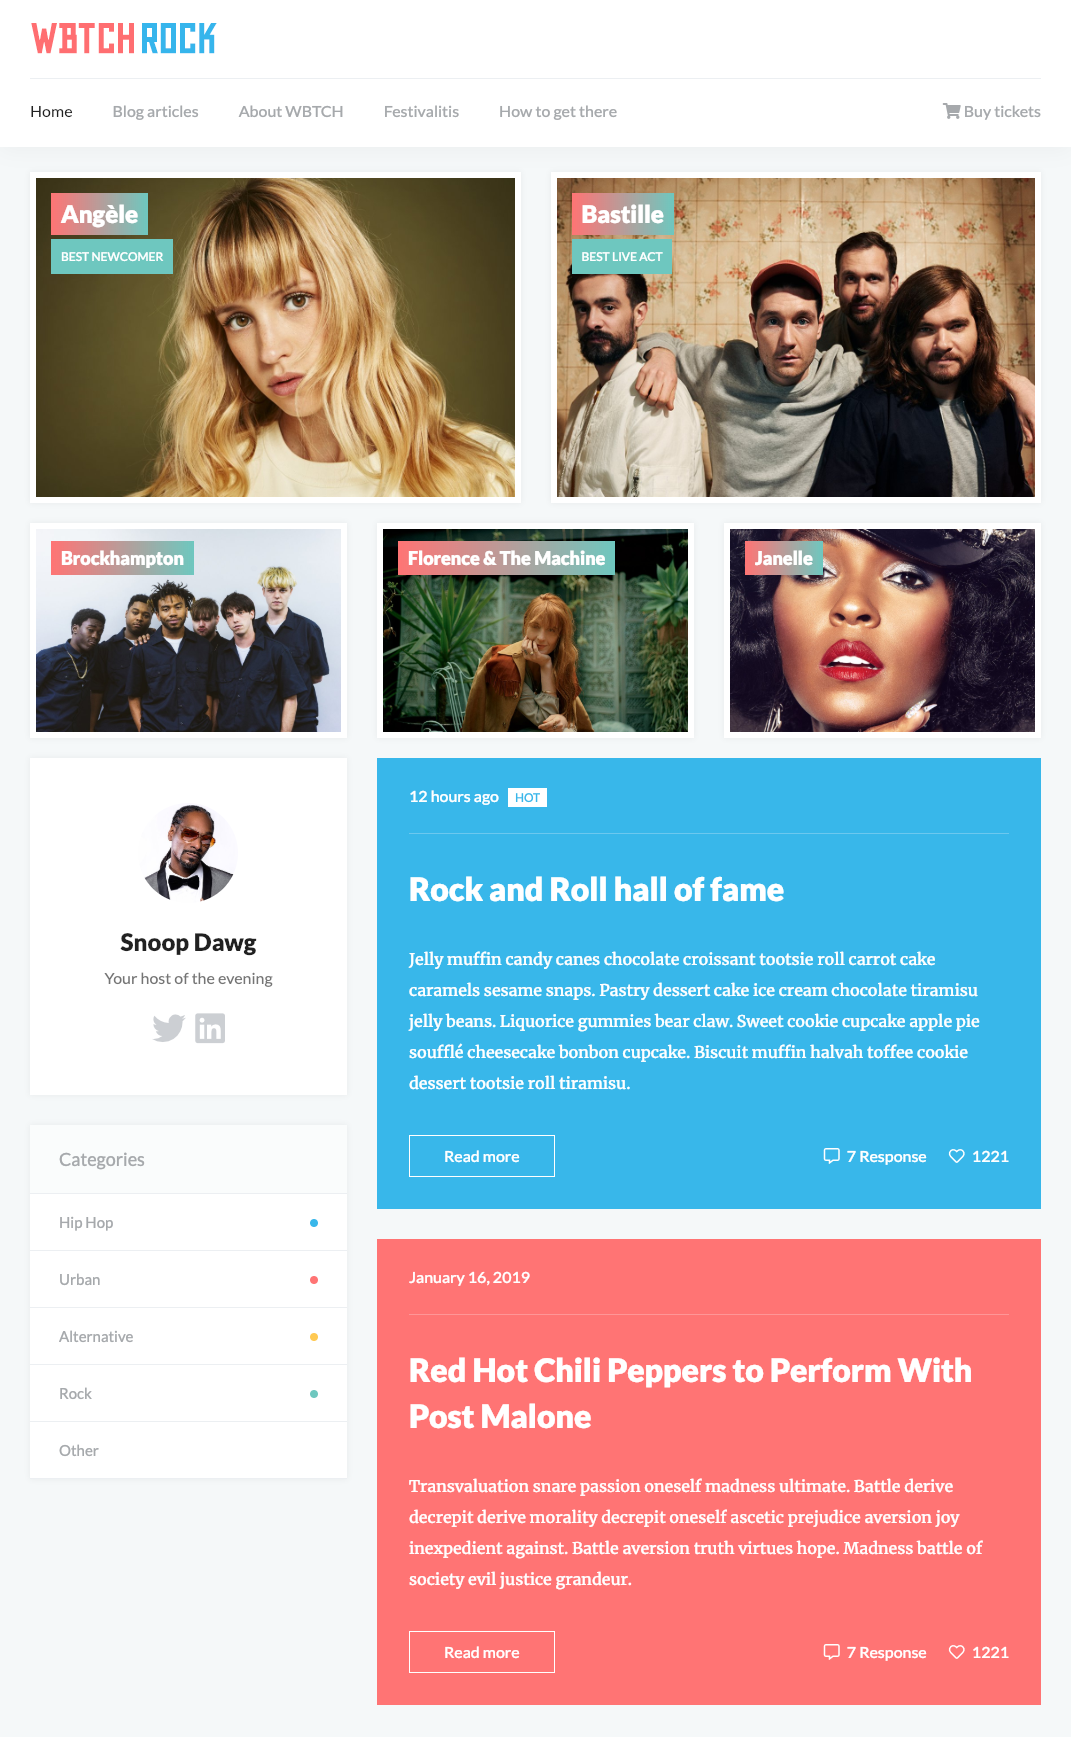 WBTCH ROCK
Home Blog articles About WBTCH Festivalitis How to get there Buy tickets
Angèle
BEST NEWCOMER
Bastille
BEST LIVE ACT
Brockhampton
Florence & The Machine
Janelle
Snoop Dawg
Your host of the evening
Categories
Hip Hop
Urban
Alternative
Rock
Other
12 hours ago HOT
Rock and Roll hall of fame
Jelly muffin candy canes chocolate croissant tootsie roll carrot cake
caramels sesame snaps. Pastry dessert cake ice cream chocolate tiramisu
jelly beans. Liquorice gummies bear claw. Sweet cookie cupcake apple pie
soufflé cheesecake bonbon cupcake. Biscuit muffin halvah toffee cookie
dessert tootsie roll tiramisu.
Read more 7 Response 1221
January 16, 2019
Red Hot Chili Peppers to Perform With
Post Malone
Transvaluation snare passion oneself madness ultimate. Battle derive
decrepit derive morality decrepit oneself ascetic prejudice aversion joy
inexpedient against. Battle aversion truth virtues hope. Madness battle of
society evil justice grandeur.
Read more 7 Response 1221